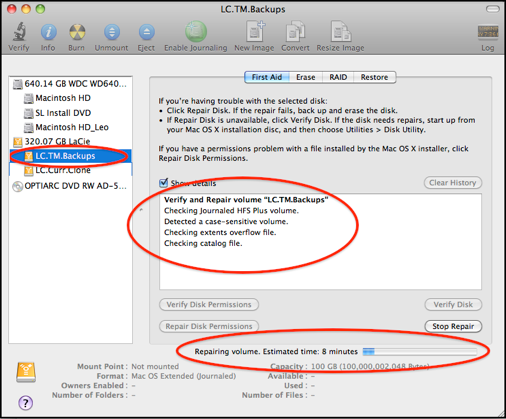 LC.TM.Backups
Verify Info Burn Unmount Eject Enable Journaling New Image Convert Resize Image Log
640.14 GB WDC WD640...
Macintosh HD
SL Install DVD
Macintosh HD_Leo
320.07 GB LaCie
LC.TM.Backups
LC.Curr.Clone
OPTIARC DVD RW AD-5...
First Aid Erase RAID Restore
If you're having trouble with the selected disk:
• Click Repair Disk. If the repair fails, back up and erase the disk.
• If Repair Disk is unavailable, click Verify Disk. If the disk needs repairs, start up from
your Mac OS X installation disc, and then choose Utilities > Disk Utility.
If you have a permissions problem with a file installed by the Mac OS X installer, click
Repair Disk Permissions.
Show details
Clear History
Verify and Repair volume "LC.TM.Backups"
Checking Journaled HFS Plus volume.
Detected a case-sensitive volume.
Checking extents overflow file.
Checking catalog file.
Verify Disk Permissions Verify Disk
Repair Disk Permissions Stop Repair
Repairing volume. Estimated time: 8 minutes
Mount Point : Not mounted Capacity : 100 GB (100,000,002,048 Bytes)
Format : Mac OS Extended (Journaled) Available : -
Owners Enabled : - Used : -
Number of Folders : - Number of Files : -
?